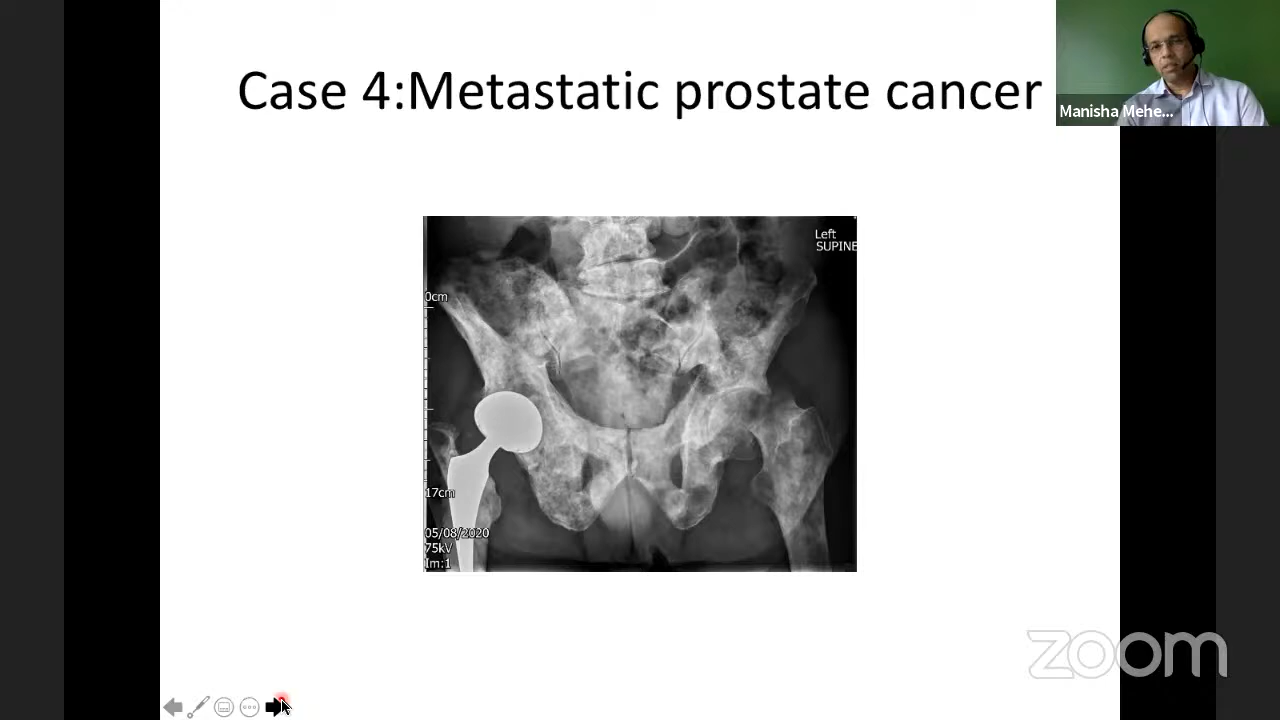 Case 4:Metastatic prostate cancer
Manisha Mehe...
Left
SUPINE
0cm
17cm
05/08/2020
75kV
Im:1
zoom